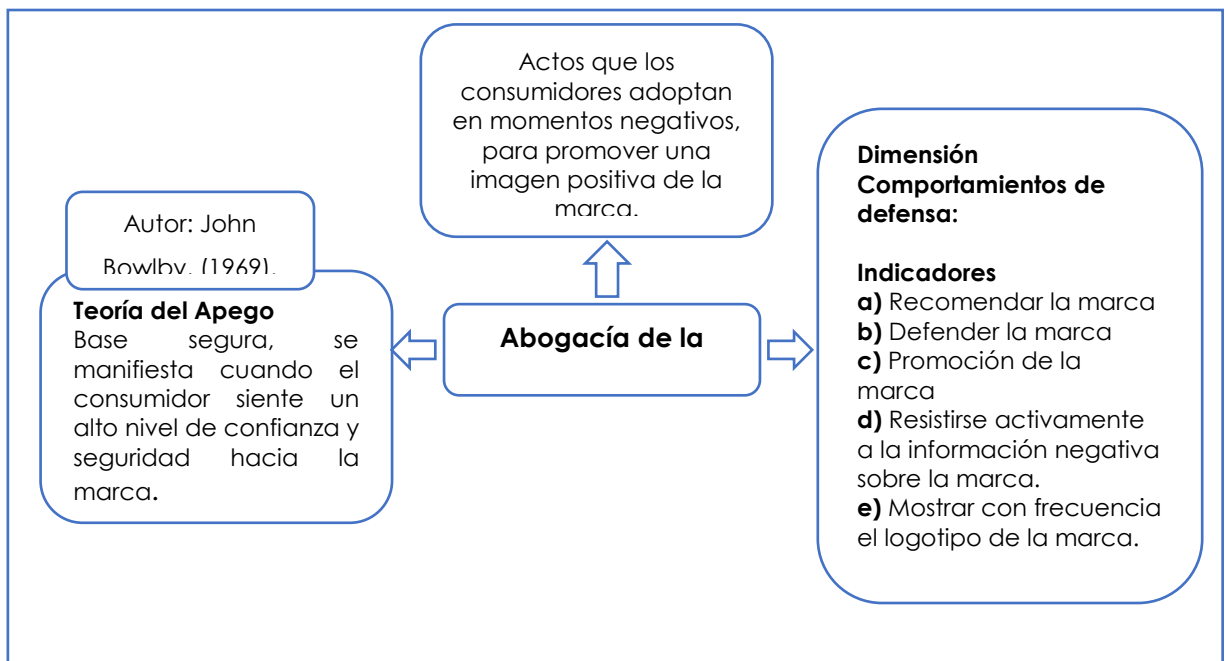 Actos que los
consumidores adoptan
en momentos negativos,
para promover una
imagen positiva de la
marca.
Autor: John
Bowlby, (1969).
Teoría del Apego
Base segura, se
manifiesta cuando el
consumidor siente un
alto nivel de confianza y
seguridad hacia la
marca.
Abogacía de la
Dimensión
Comportamientos de
defensa:
Indicadores
a) Recomendar la marca
b) Defender la marca
c) Promoción de la
marca
d) Resistirse activamente
a la información negativa
sobre la marca.
e) Mostrar con frecuencia
el logotipo de la marca.